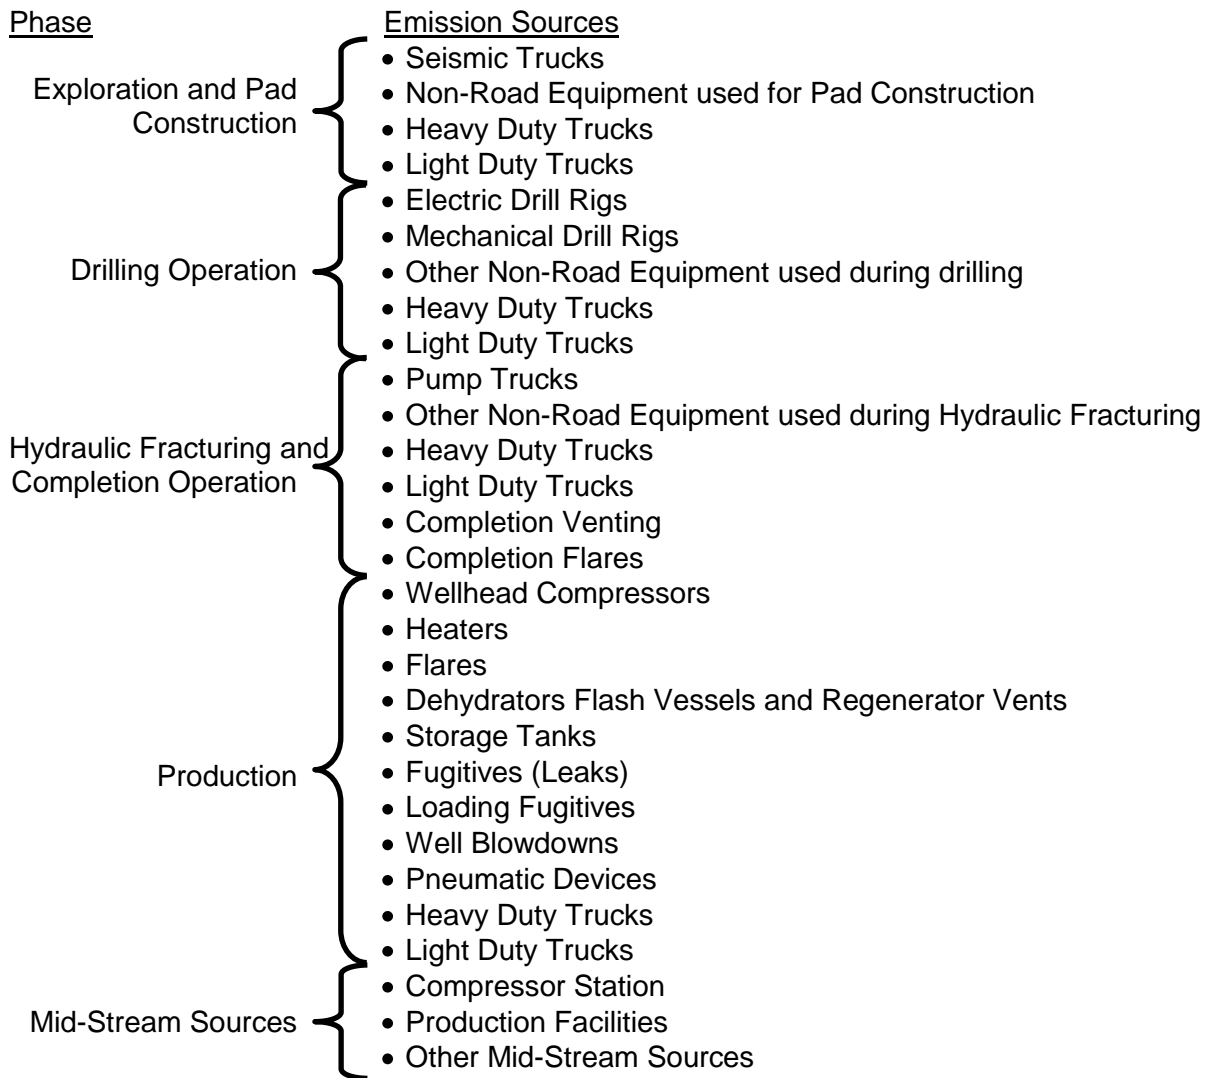 Phase
Emission Sources
Exploration and Pad
Construction
• Seismic Trucks
• Non-Road Equipment used for Pad Construction
• Heavy Duty Trucks
• Light Duty Trucks
Drilling Operation
• Electric Drill Rigs
• Mechanical Drill Rigs
• Other Non-Road Equipment used during drilling
• Heavy Duty Trucks
• Light Duty Trucks
Hydraulic Fracturing and
Completion Operation
• Pump Trucks
• Other Non-Road Equipment used during Hydraulic Fracturing
• Heavy Duty Trucks
• Light Duty Trucks
• Completion Venting
• Completion Flares
Production
• Wellhead Compressors
• Heaters
• Flares
• Dehydrators Flash Vessels and Regenerator Vents
• Storage Tanks
• Fugitives (Leaks)
• Loading Fugitives
• Well Blowdowns
• Pneumatic Devices
• Heavy Duty Trucks
• Light Duty Trucks
Mid-Stream Sources
• Compressor Station
• Production Facilities
• Other Mid-Stream Sources